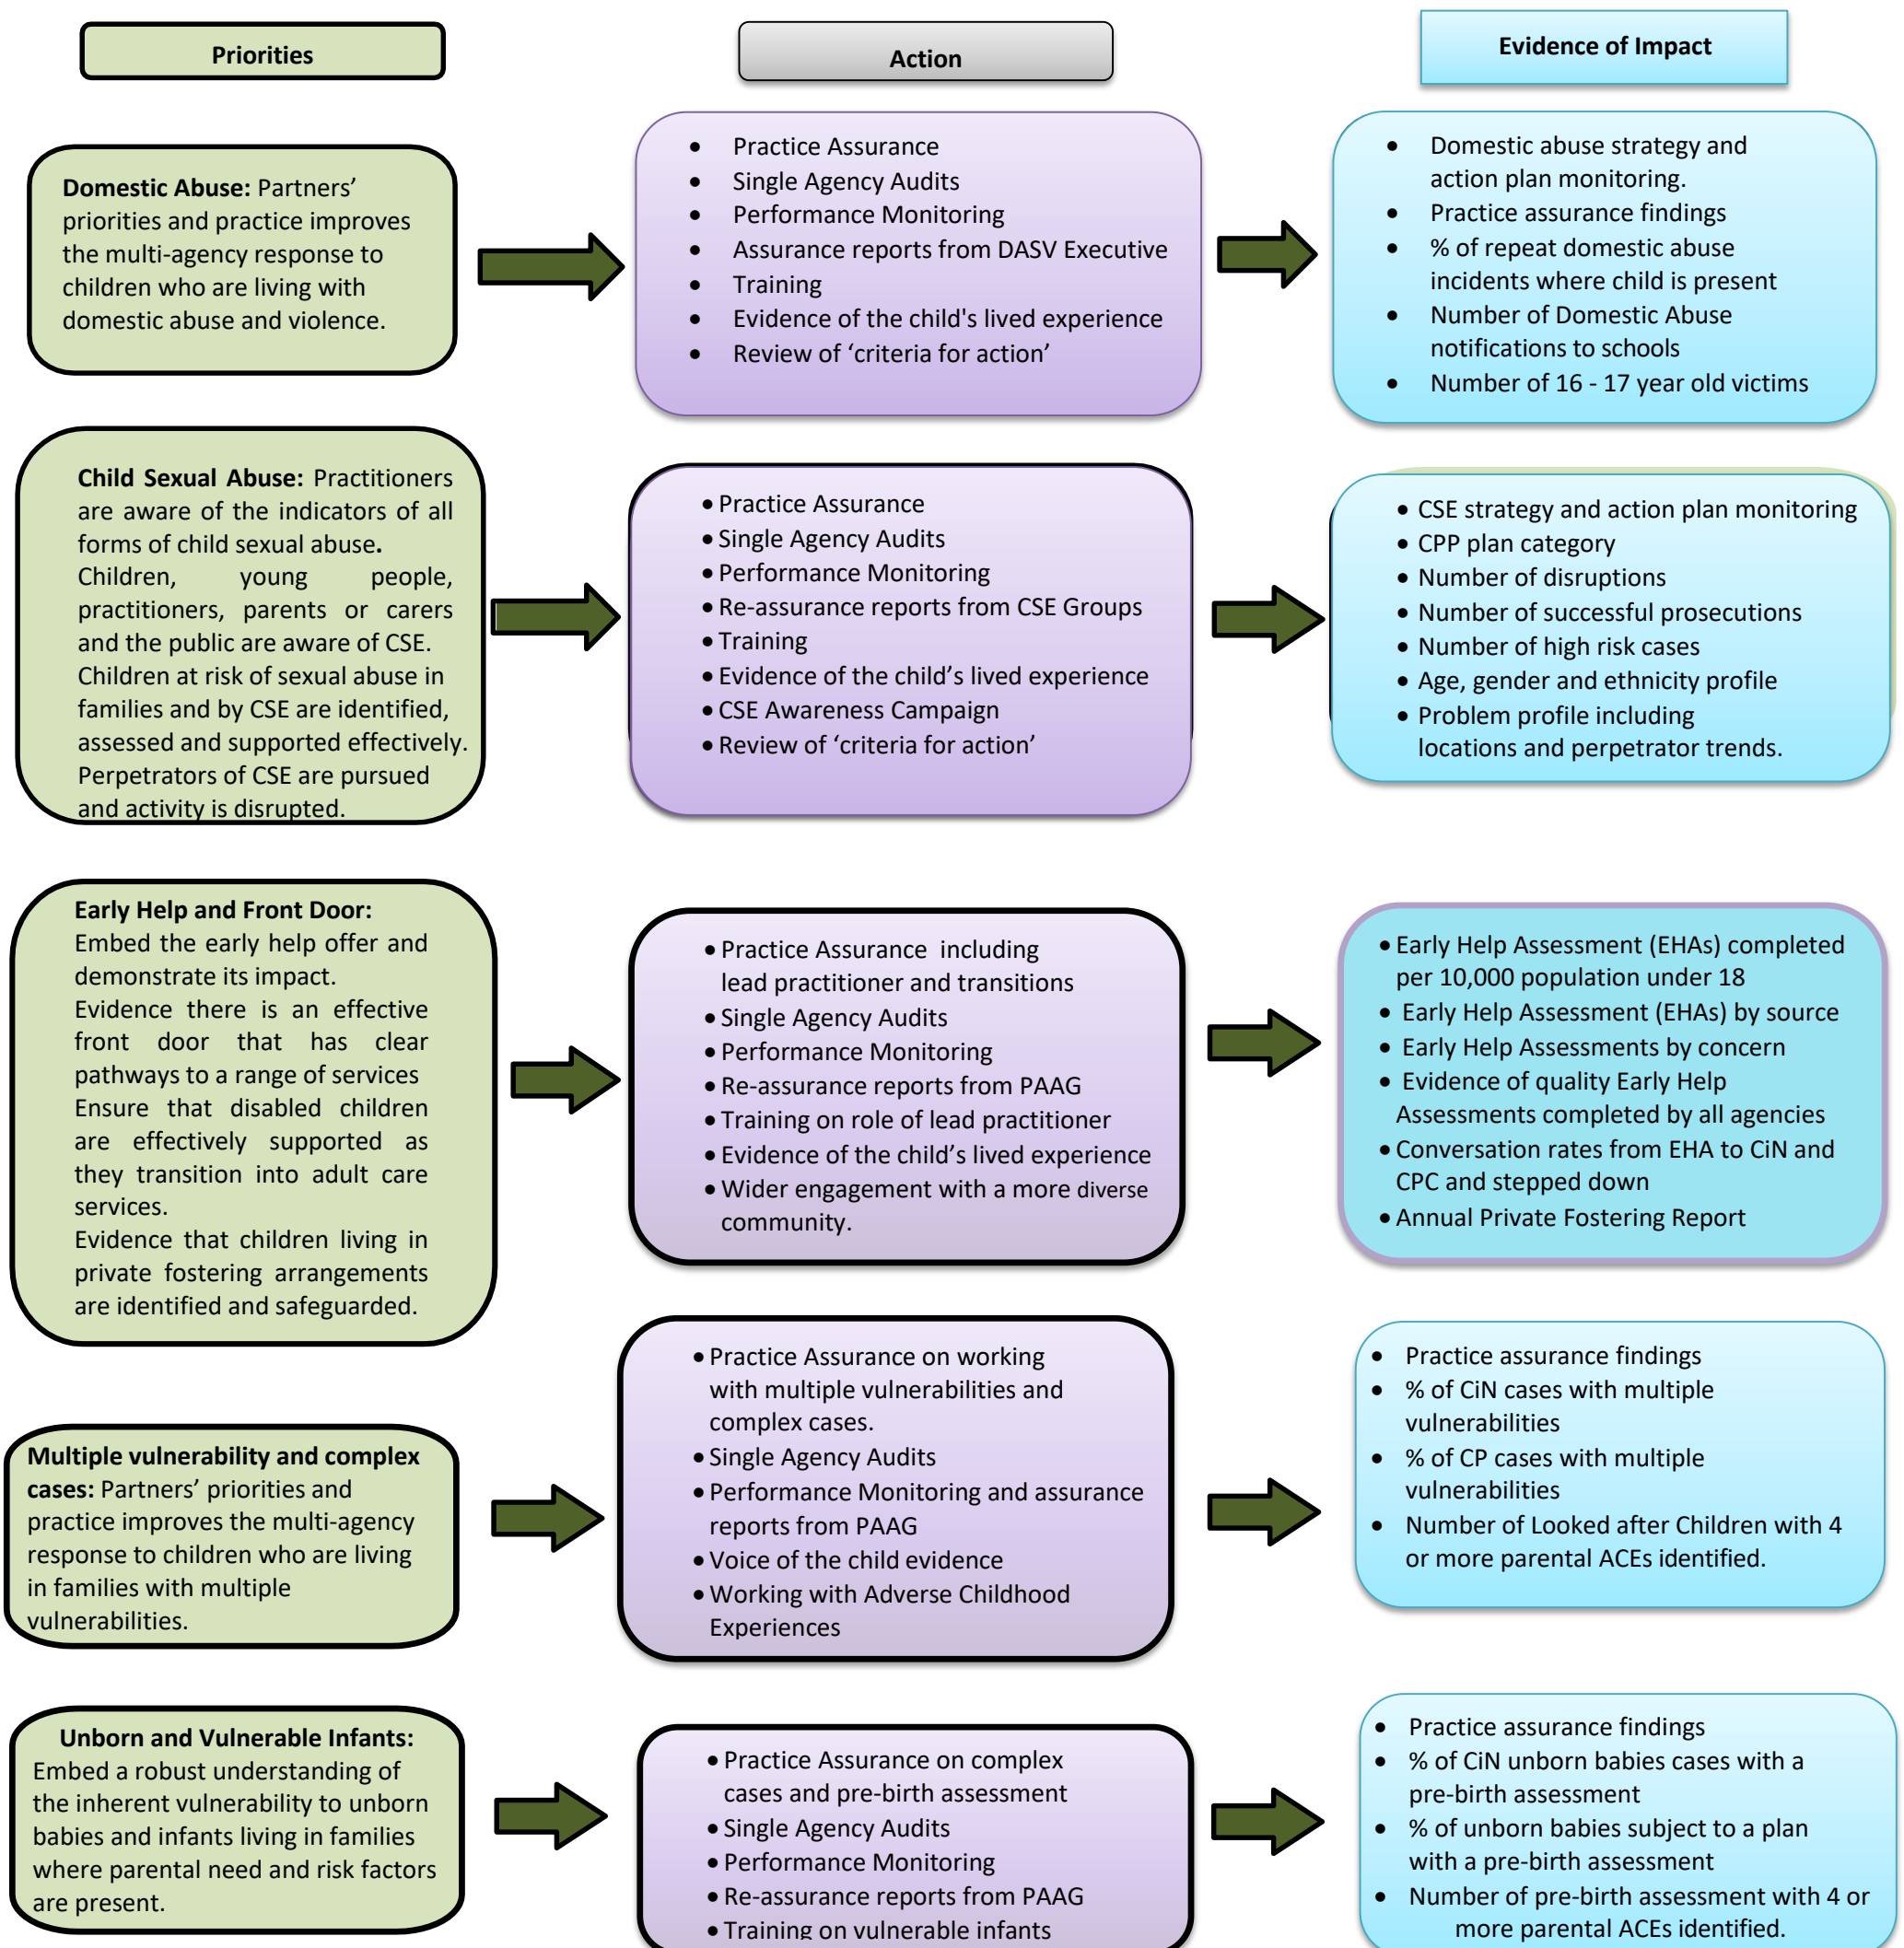 Priorities
Action
Evidence of Impact
Domestic Abuse: Partners’
priorities and practice improves
the multi-agency response to
children who are living with
domestic abuse and violence.
• Practice Assurance
• Single Agency Audits
• Performance Monitoring
• Assurance reports from DASV Executive
• Training
• Evidence of the child's lived experience
• Review of ‘criteria for action’
• Domestic abuse strategy and
action plan monitoring.
• Practice assurance findings
• % of repeat domestic abuse
incidents where child is present
• Number of Domestic Abuse
notifications to schools
• Number of 16 - 17 year old victims
Child Sexual Abuse: Practitioners
are aware of the indicators of all
forms of child sexual abuse.
Children, young people,
practitioners, parents or carers
and the public are aware of CSE.
Children at risk of sexual abuse in
families and by CSE are identified,
assessed and supported effectively.
Perpetrators of CSE are pursued
and activity is disrupted.
• Practice Assurance
• Single Agency Audits
• Performance Monitoring
• Re-assurance reports from CSE Groups
• Training
• Evidence of the child’s lived experience
• CSE Awareness Campaign
• Review of ‘criteria for action’
• CSE strategy and action plan monitoring
• CPP plan category
• Number of disruptions
• Number of successful prosecutions
• Number of high risk cases
• Age, gender and ethnicity profile
• Problem profile including
locations and perpetrator trends.
Early Help and Front Door:
Embed the early help offer and
demonstrate its impact.
Evidence there is an effective
front door that has clear
pathways to a range of services
Ensure that disabled children
are effectively supported as
they transition into adult care
services.
Evidence that children living in
private fostering arrangements
are identified and safeguarded.
• Practice Assurance including
lead practitioner and transitions
• Single Agency Audits
• Performance Monitoring
• Re-assurance reports from PAAG
• Training on role of lead practitioner
• Evidence of the child’s lived experience
• Wider engagement with a more diverse
community.
• Early Help Assessment (EHAs) completed
per 10,000 population under 18
• Early Help Assessment (EHAs) by source
• Early Help Assessments by concern
• Evidence of quality Early Help
Assessments completed by all agencies
• Conversation rates from EHA to CiN and
CPC and stepped down
• Annual Private Fostering Report
Multiple vulnerability and complex
cases: Partners’ priorities and
practice improves the multi-agency
response to children who are living
in families with multiple
vulnerabilities.
• Practice Assurance on working
with multiple vulnerabilities and
complex cases.
• Single Agency Audits
• Performance Monitoring and assurance
reports from PAAG
• Voice of the child evidence
• Working with Adverse Childhood
Experiences
• Practice assurance findings
• % of CiN cases with multiple
vulnerabilities
• % of CP cases with multiple
vulnerabilities
• Number of Looked after Children with 4
or more parental ACEs identified.
Unborn and Vulnerable Infants:
Embed a robust understanding of
the inherent vulnerability to unborn
babies and infants living in families
where parental need and risk factors
are present.
• Practice Assurance on complex
cases and pre-birth assessment
• Single Agency Audits
• Performance Monitoring
• Re-assurance reports from PAAG
• Training on vulnerable infants
• Practice assurance findings
• % of CiN unborn babies cases with a
pre-birth assessment
• % of unborn babies subject to a plan
with a pre-birth assessment
• Number of pre-birth assessment with 4 or
more parental ACEs identified.